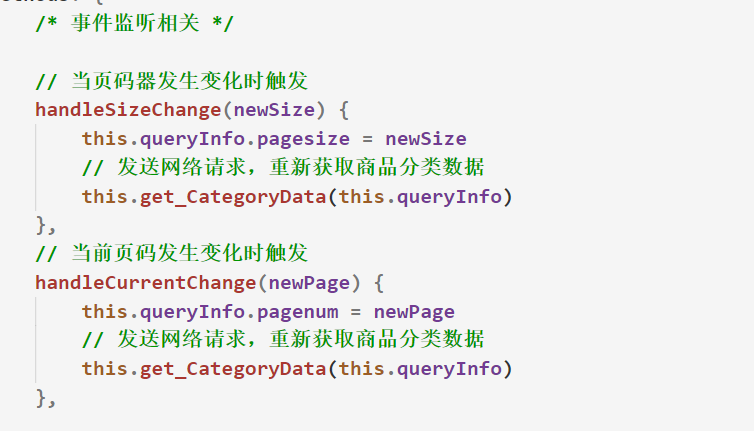 /* 事件监听相关 */
// 当页码器发生变化时触发
handleSizeChange(newSize) {
this.queryInfo.pagesize = newSize
// 发送网络请求，重新获取商品分类数据
this.get_CategoryData(this.queryInfo)
},
// 当前页码发生变化时触发
handleCurrentChange(newPage) {
this.queryInfo.pagenum = newPage
// 发送网络请求，重新获取商品分类数据
this.get_CategoryData(this.queryInfo)
},